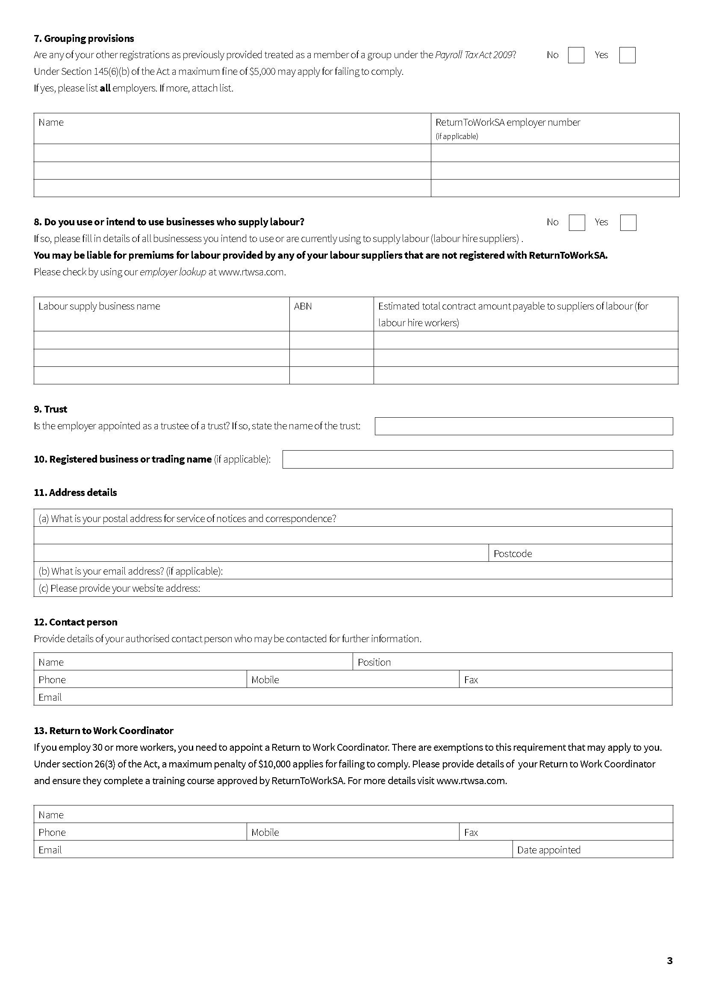 7. Grouping provisions
Are any of your other registrations as previously provided treated as a member of a group under the Payroll Tax Act 2009? No Yes
Under Section 145(6)(b) of the Act a maximum fine of $5,000 may apply for failing to comply.
If yes, please list all employers. If more, attach list.
Name ReturnToWorkSA employer number
(if applicable)
8. Do you use or intend to use businesses who supply labour? No Yes
If so, please fill in details of all businessess you intend to use or are currently using to supply labour (labour hire suppliers) .
You may be liable for premiums for labour provided by any of your labour suppliers that are not registered with ReturnToWorkSA.
Please check by using our employer lookup at www.rtwsa.com.
Labour supply business name ABN Estimated total contract amount payable to suppliers of labour (for
labour hire workers)
9. Trust
Is the employer appointed as a trustee of a trust? If so, state the name of the trust:
10. Registered business or trading name (if applicable):
11. Address details
(a) What is your postal address for service of notices and correspondence?
Postcode
(b) What is your email address? (if applicable):
(c) Please provide your website address:
12. Contact person
Provide details of your authorised contact person who may be contacted for further information.
Name Position
Phone Mobile Fax
Email
13. Return to Work Coordinator
If you employ 30 or more workers, you need to appoint a Return to Work Coordinator. There are exemptions to this requirement that may apply to you.
Under section 26(3) of the Act, a maximum penalty of $10,000 applies for failing to comply. Please provide details of your Return to Work Coordinator
and ensure they complete a training course approved by ReturnToWorkSA. For more details visit www.rtwsa.com.
Name
Phone Mobile Fax
Email Date appointed
3